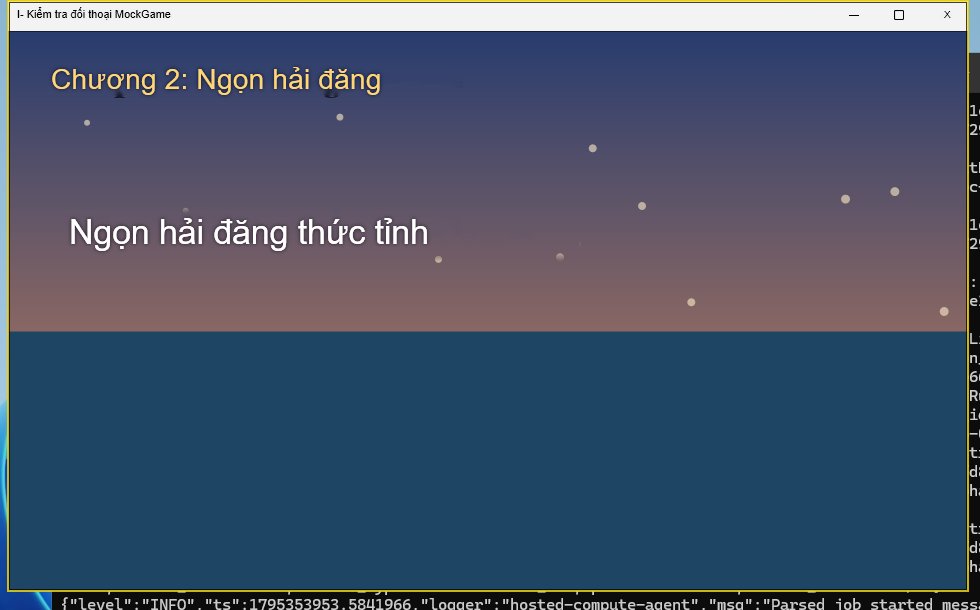 I- Kiểm tra đối thoại MockGame
Chương 2: Ngọn hải đăng
Ngọn hải đăng thức tỉnh
{"level":"INFO","ts":1795353953.5841966,"logger":"hosted-compute-agent","msg":"Parsed job started